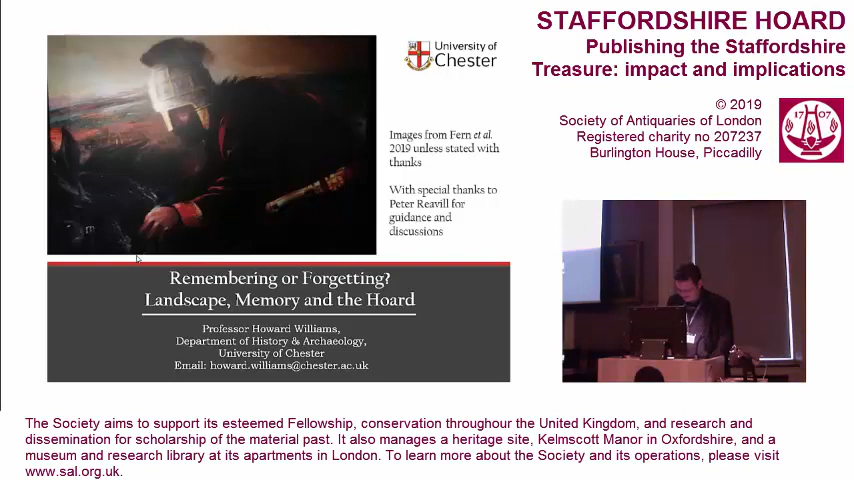 STAFFORDSHIRE HOARD
Publishing the Staffordshire
Treasure: impact and implications
© 2019
Society of Antiquaries of London
Registered charity no 207237
Burlington House, Piccadilly
17 07
University of
Chester
Images from Fern et al.
2019 unless stated with
thanks
With special thanks to
Peter Reavill for
guidance and
discussions
Remembering or Forgetting?
Landscape, Memory and the Hoard
Professor Howard Williams,
Department of History & Archaeology,
University of Chester
Email: howard.williams@chester.ac.uk
The Society aims to support its esteemed Fellowship, conservation throughour the United Kingdom, and research and
dissemination for scholarship of the material past. It also manages a heritage site, Kelmscott Manor in Oxfordshire, and a
museum and research library at its apartments in London. To learn more about the Society and its operations, please visit
www.sal.org.uk.